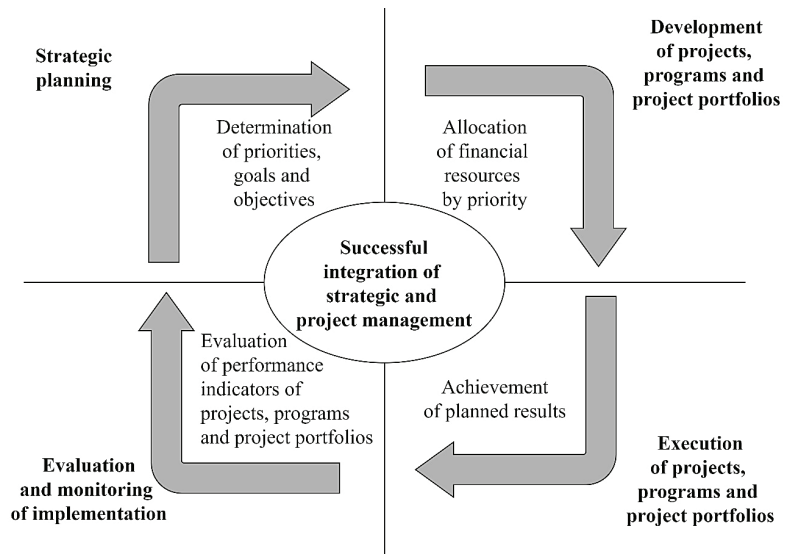 Strategic
planning
Determination
of priorities,
goals and
objectives
Development
of projects,
programs and
project portfolios
Allocation
of financial
resources
by priority
Successful
integration of
strategic and
project management
Evaluation
of performance
indicators of
projects, programs
and project portfolios
Evaluation
and monitoring
of implementation
Achievement
of planned results
Execution
of projects,
programs and
project portfolios